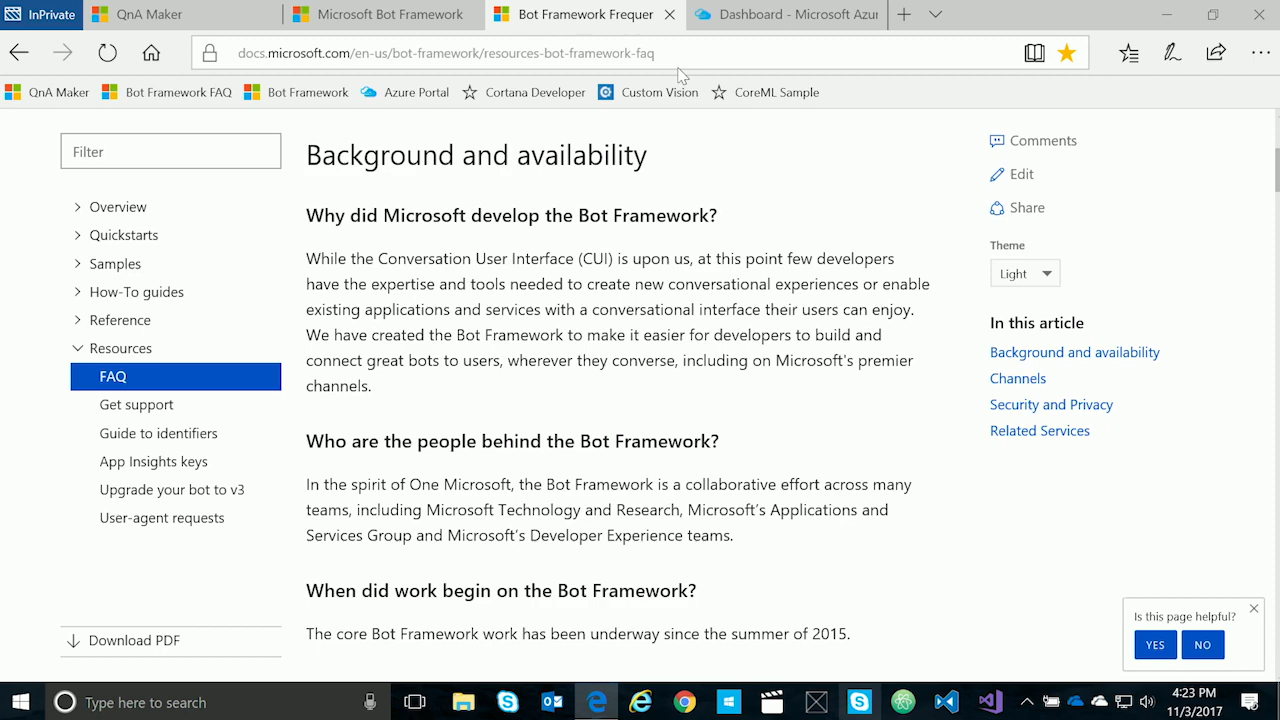 InPrivate
QnA Maker
Microsoft Bot Framework
Bot Framework Frequer
Dashboard - Microsoft Azur
docs.microsoft.com/en-us/bot-framework/resources-bot-framework-faq
QnA Maker
Bot Framework FAQ
Bot Framework
Azure Portal
Cortana Developer
Custom Vision
CoreML Sample
Filter
Overview
Quickstarts
Samples
How-To guides
Reference
Resources
FAQ
Get support
Guide to identifiers
App Insights keys
Upgrade your bot to v3
User-agent requests
Download PDF
Background and availability
Why did Microsoft develop the Bot Framework?
While the Conversation User Interface (CUI) is upon us, at this point few developers
have the expertise and tools needed to create new conversational experiences or enable
existing applications and services with a conversational interface their users can enjoy.
We have created the Bot Framework to make it easier for developers to build and
connect great bots to users, wherever they converse, including on Microsoft's premier
channels.
Who are the people behind the Bot Framework?
In the spirit of One Microsoft, the Bot Framework is a collaborative effort across many
teams, including Microsoft Technology and Research, Microsoft's Applications and
Services Group and Microsoft's Developer Experience teams.
When did work begin on the Bot Framework?
The core Bot Framework work has been underway since the summer of 2015.
Comments
Edit
Share
Theme
Light
In this article
Background and availability
Channels
Security and Privacy
Related Services
Is this page helpful?
YES
NO
Type here to search
4:23 PM
11/3/2017